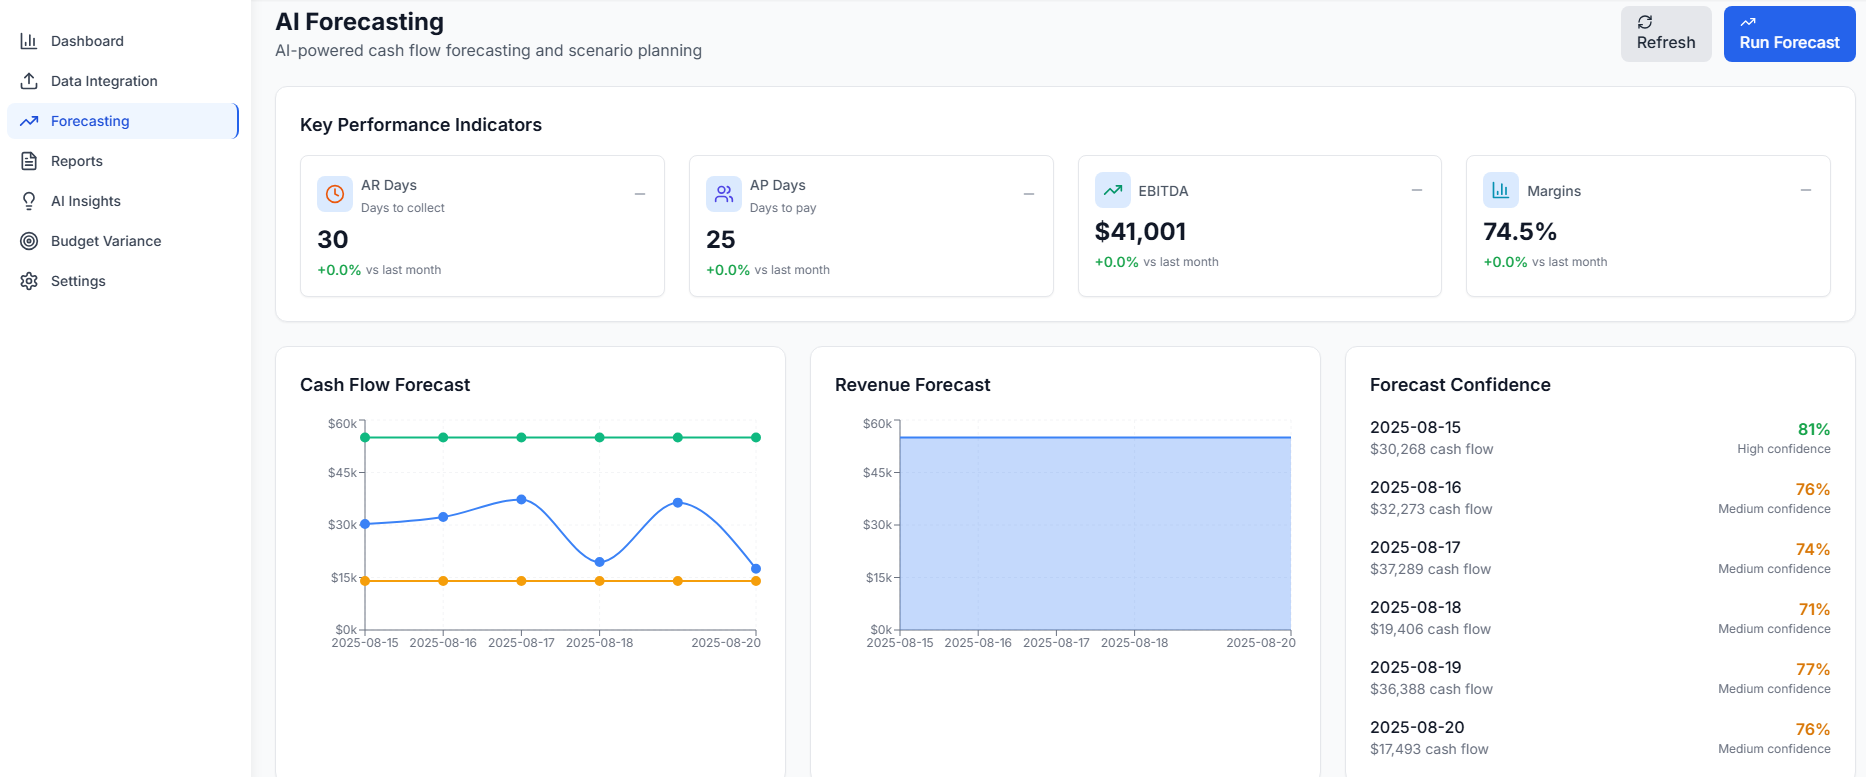 Dashboard
Data Integration
Forecasting
Reports
AI Insights
Budget Variance
Settings
AI Forecasting
AI-powered cash flow forecasting and scenario planning
Refresh
Run Forecast
Key Performance Indicators
AR Days
Days to collect
30
+0.0% vs last month
AP Days
Days to pay
25
+0.0% vs last month
EBITDA
$41,001
+0.0% vs last month
Margins
74.5%
+0.0% vs last month
Cash Flow Forecast
$60k
$45k
$30k
$15k
$0k
2025-08-15 2025-08-16 2025-08-17 2025-08-18 2025-08-20
Revenue Forecast
$60k
$45k
$30k
$15k
$0k
2025-08-15 2025-08-16 2025-08-17 2025-08-18 2025-08-20
Forecast Confidence
2025-08-15 81%
$30,268 cash flow High confidence
2025-08-16 76%
$32,273 cash flow Medium confidence
2025-08-17 74%
$37,289 cash flow Medium confidence
2025-08-18 71%
$19,406 cash flow Medium confidence
2025-08-19 77%
$36,388 cash flow Medium confidence
2025-08-20 76%
$17,493 cash flow Medium confidence